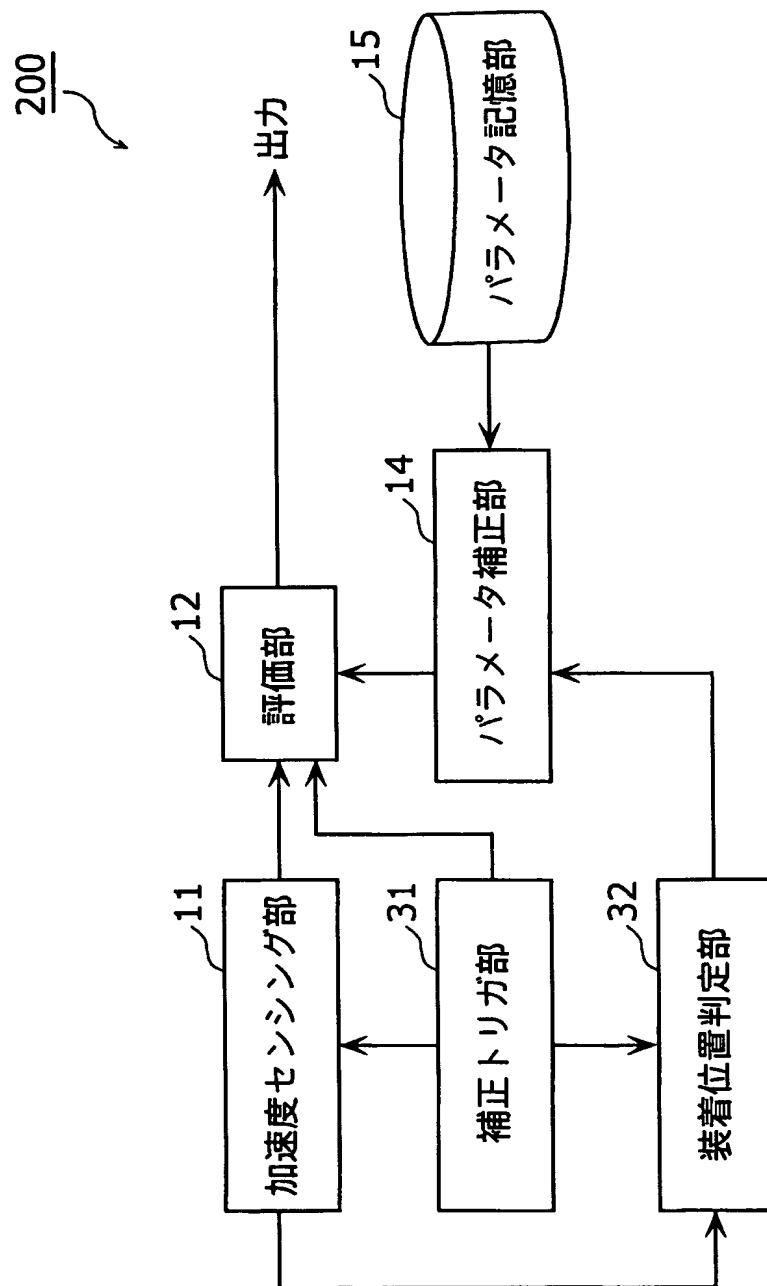 200
11
加速度センシング部
12
評価部
出力
31
補正トリガ部
14
パラメータ補正部
15
パラメータ記憶部
32
装着位置判定部